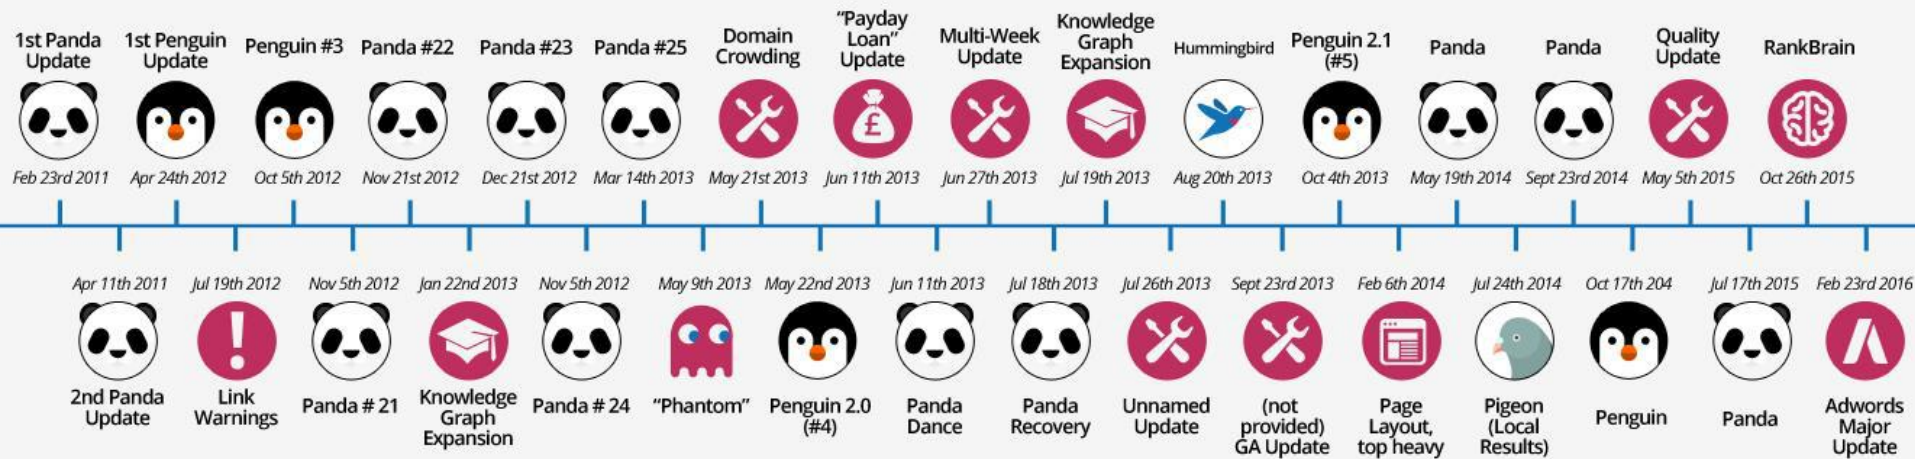 1st Panda
Update
1st Penguin
Update
Penguin #3
Panda #22
Panda #23
Panda #25
Domain
Crowding
“Payday
Loan”
Update
Multi-Week
Update
Knowledge
Graph
Expansion
Hummingbird
Penguin 2.1
(#5)
Panda
Panda
Quality
Update
RankBrain
£
Feb 23rd 2011
Apr 24th 2012
Oct 5th 2012
Nov 21st 2012
Dec 21st 2012
Mar 14th 2013
May 21st 2013
Jun 11th 2013
Jun 27th 2013
Jul 19th 2013
Aug 20th 2013
Oct 4th 2013
May 19th 2014
Sept 23rd 2014
May 5th 2015
Oct 26th 2015
Apr 11th 2011
Jul 19th 2012
Nov 5th 2012
Jan 22nd 2013
Nov 5th 2012
May 9th 2013
May 22nd 2013
Jun 11th 2013
Jul 18th 2013
Jul 26th 2013
Sept 23rd 2013
Feb 6th 2014
Jul 24th 2014
Oct 17th 204
Jul 17th 2015
Feb 23rd 2016
!
2nd Panda
Update
Link
Warnings
Panda # 21
Knowledge
Graph
Expansion
Panda # 24
“Phantom”
Penguin 2.0
(#4)
Panda
Dance
Panda
Recovery
Unnamed
Update
(not
provided)
GA Update
Page
Layout,
top heavy
Pigeon
(Local
Results)
Penguin
Panda
Adwords
Major
Update